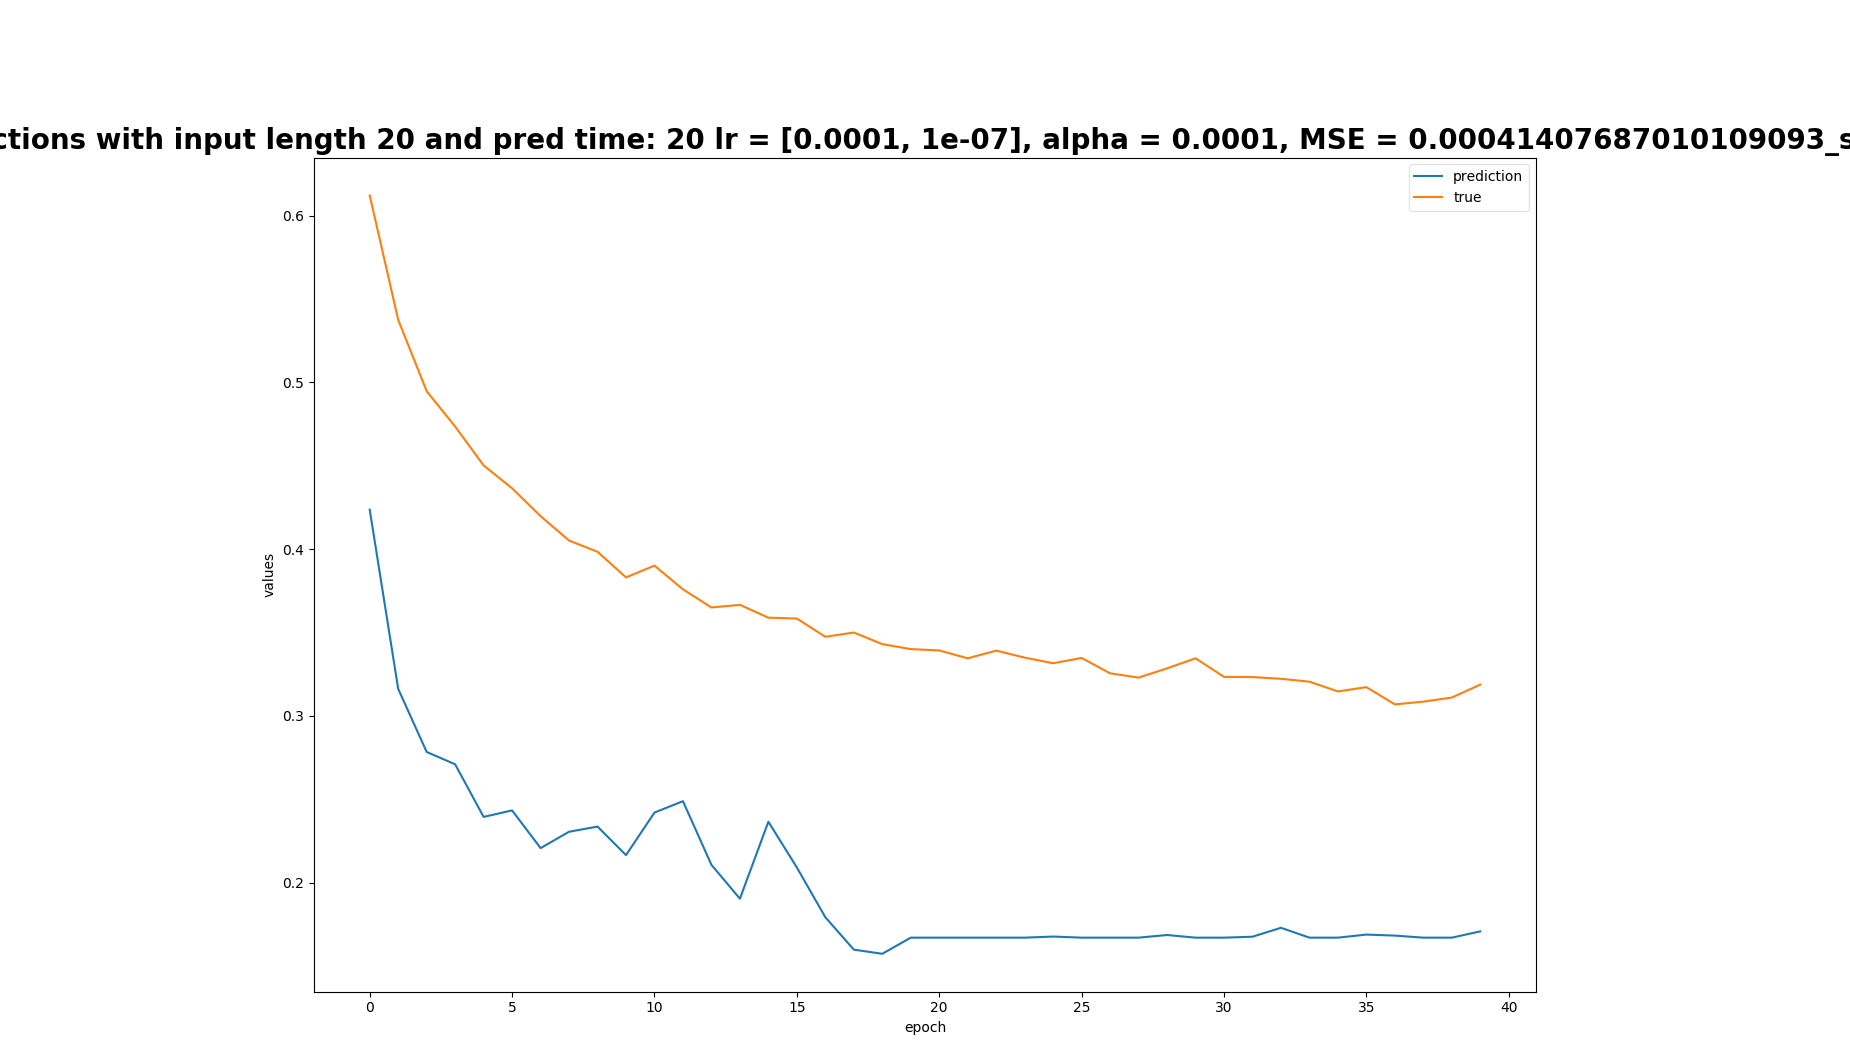 ctions with input length 20 and pred time: 20 lr = [0.0001, 1e-07], alpha = 0.0001, MSE = 0.00041407687010109093_s
prediction
true
0.6
0.5
0.4
0.3
0.2
values
0 5 10 15 20 25 30 35 40
epoch